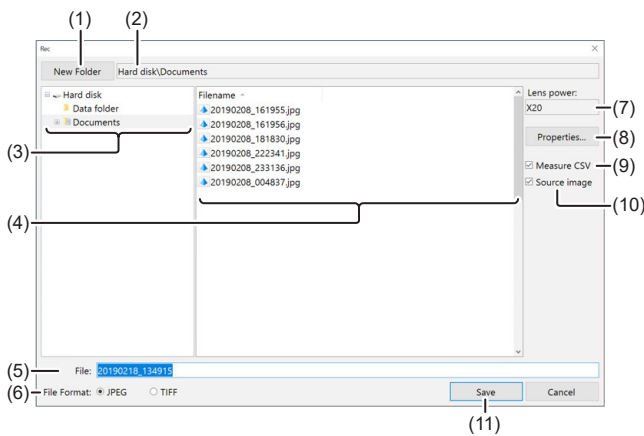 (1) (2)
Rec
New Folder Hard disk\Documents
Hard disk
Data folder
Documents
(3)
Filename
20190208_161955.jpg
20190208_161956.jpg
20190208_181830.jpg
20190208_222341.jpg
20190208_233136.jpg
20190208_004837.jpg
(4)
Lens power:
X20
(7)
Properties...
(8)
Measure CSV
(9)
Source image
(10)
(5) File: 20190218_134915
(6) File Format: JPEG TIFF
Save Cancel
(11)